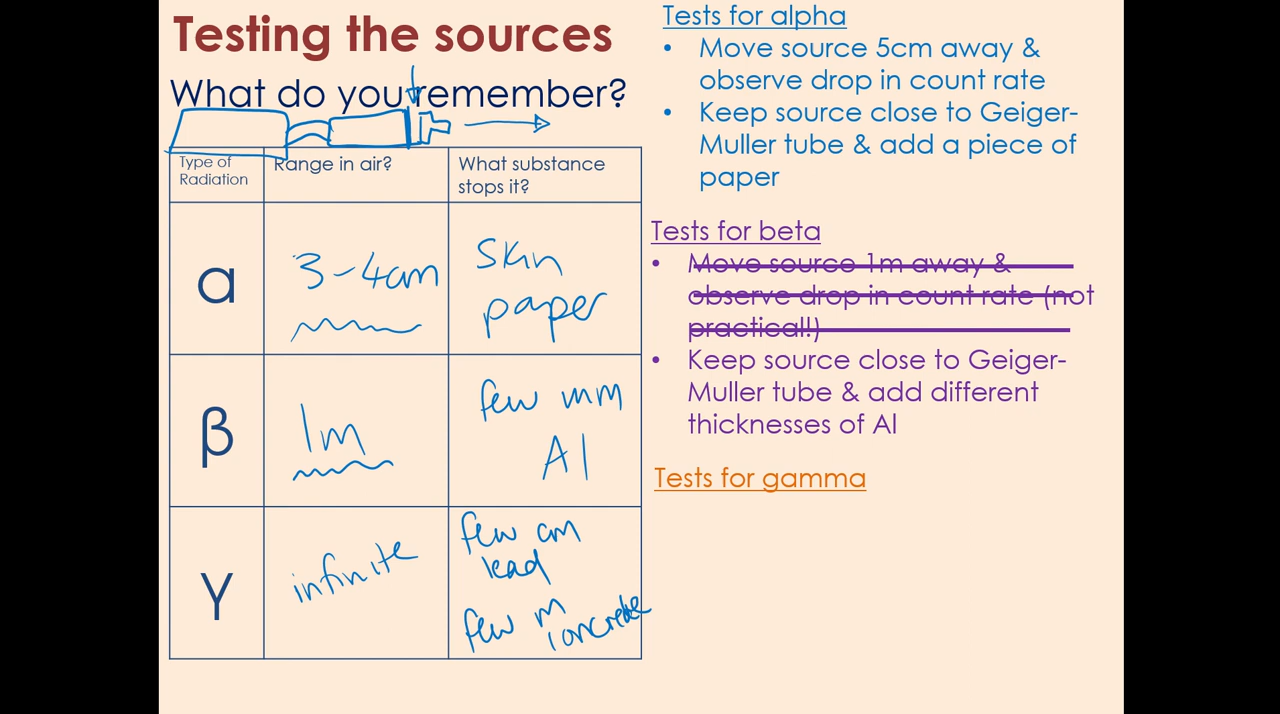 Testing the sources
What do you remember?
Type of
Radiation
Range in air?
What substance
stops it?
α
3-4cm
skin
paper
β
1m
few mm
Al
γ
infinite
few cm
lead
few m
concrete
Tests for alpha
• Move source 5cm away &
observe drop in count rate
• Keep source close to Geiger-
Muller tube & add a piece of
paper
Tests for beta
• Move source 1m away &
observe drop in count rate (not
practical!)
• Keep source close to Geiger-
Muller tube & add different
thicknesses of Al
Tests for gamma